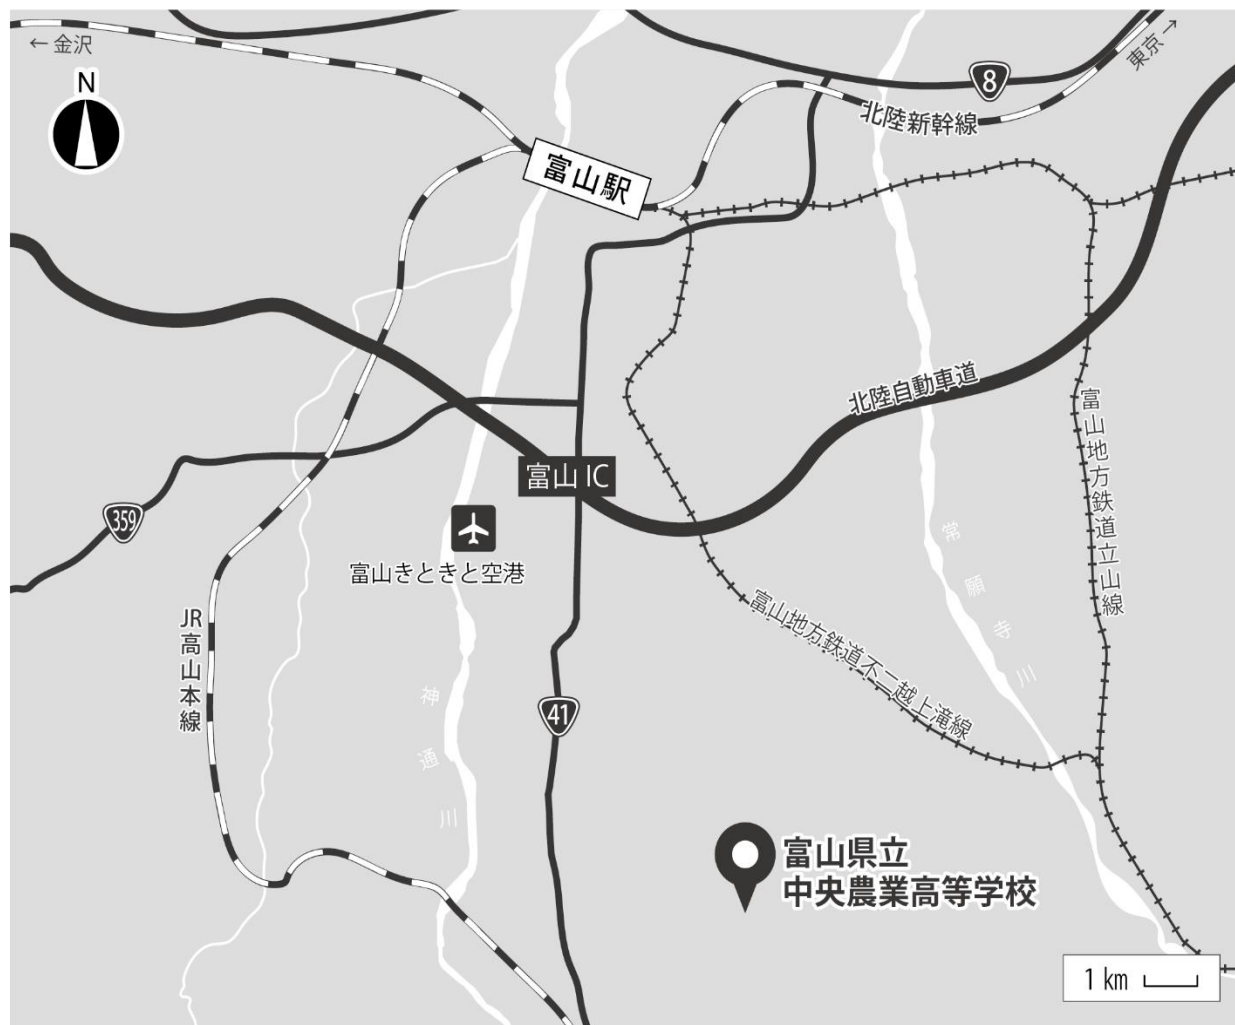 ← 金沢
東京 →
N
8
北陸新幹線
富山駅
北陸自動車道
富山 IC
359
富山きときと空港
富山地方鉄道立山線
常願寺川
富山地方鉄道不二越上滝線
JR高山本線
41
神通川
富山県立
中央農業高等学校
1 km